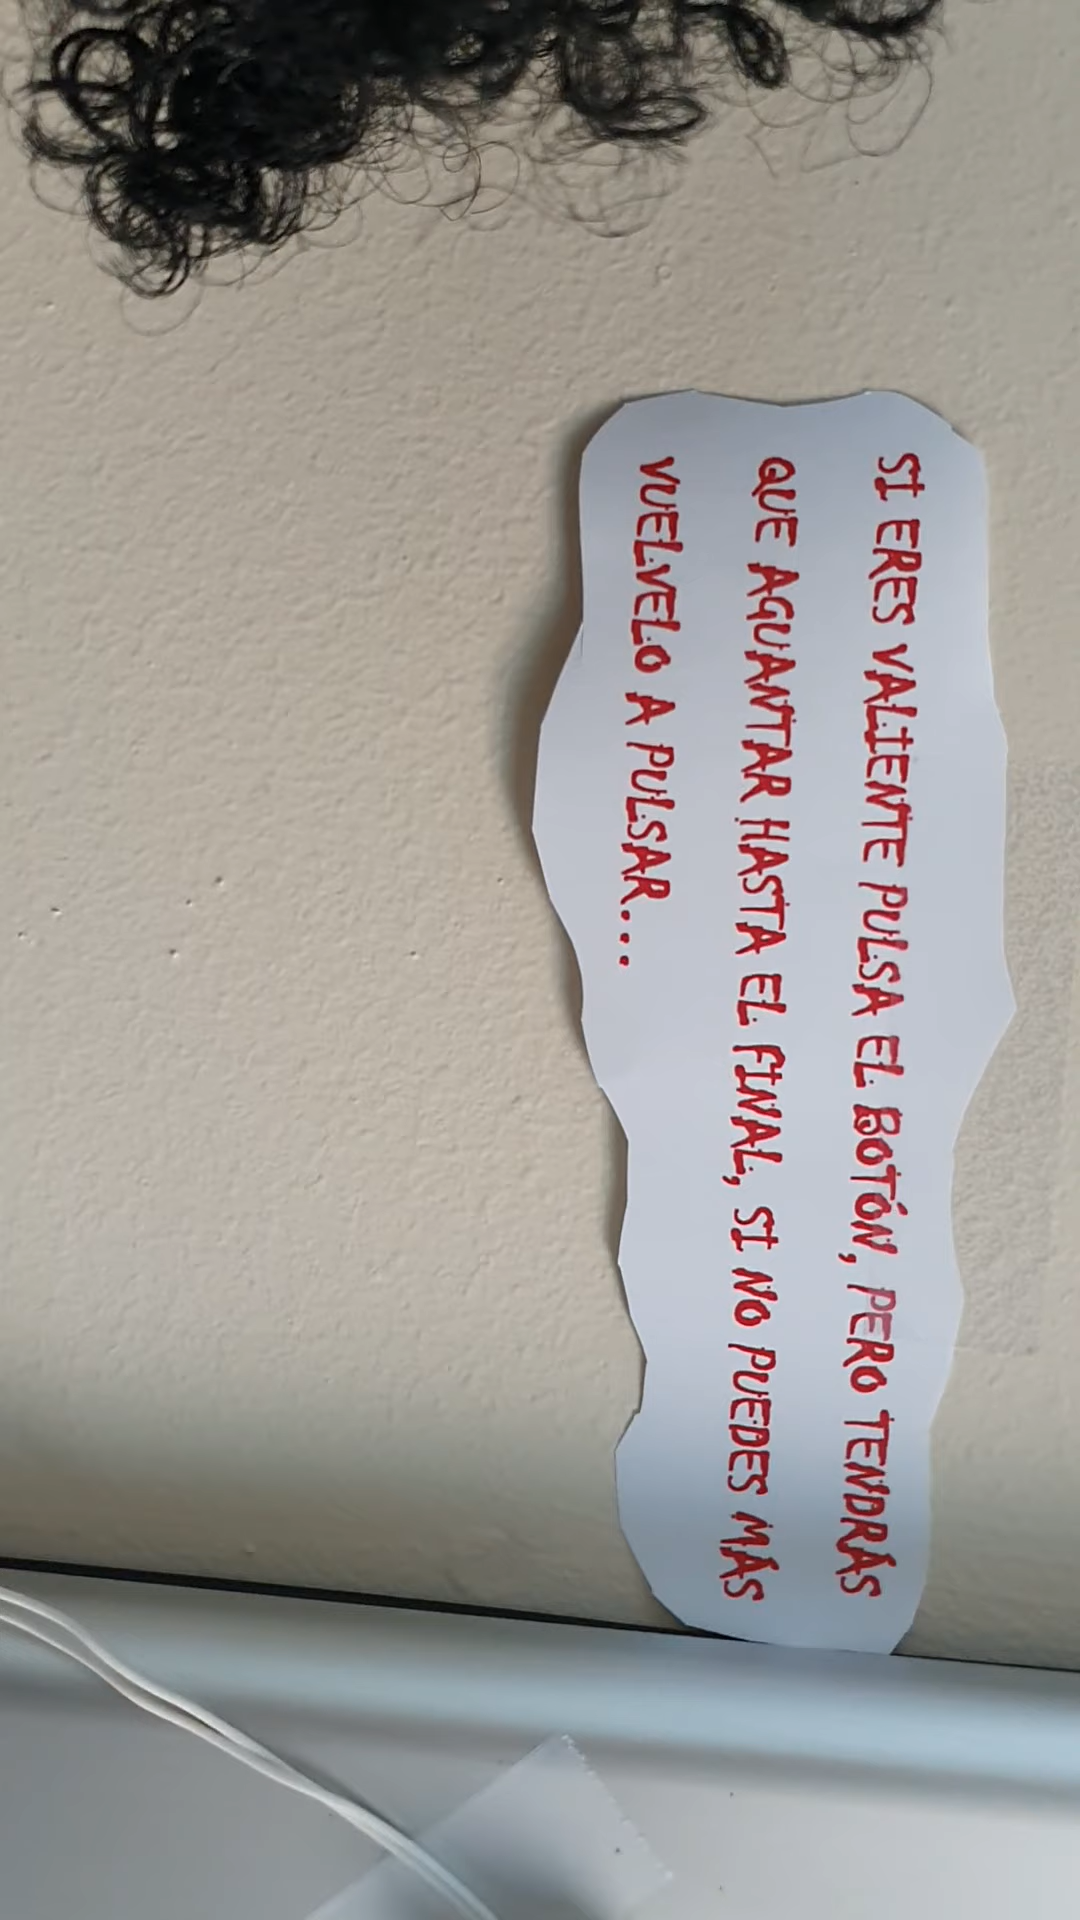 SI ERES VALIENTE PULSA EL BOTÓN, PERO TENDRÁS
QUE AGUANTAR HASTA EL FINAL, SI NO PUEDES MÁS
VUELVELO A PULSAR...